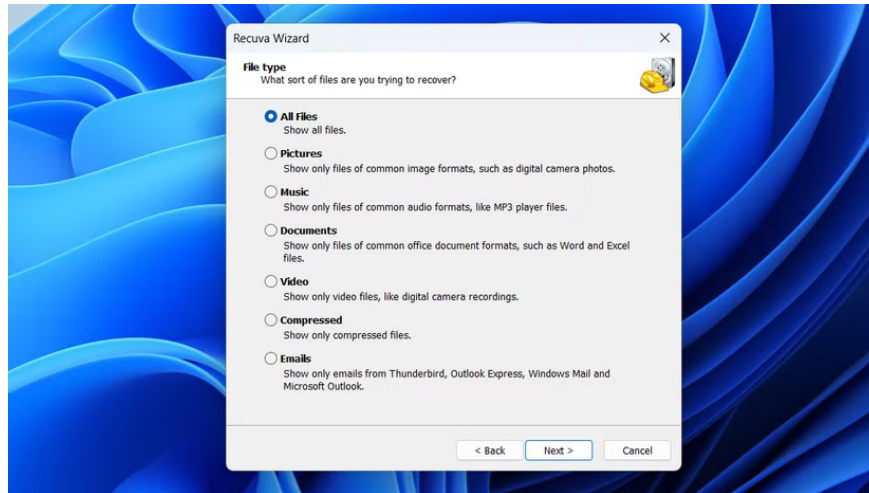 Recuva Wizard
File type
What sort of files are you trying to recover?
All Files
Show all files.
Pictures
Show only files of common image formats, such as digital camera photos.
Music
Show only files of common audio formats, like MP3 player files.
Documents
Show only files of common office document formats, such as Word and Excel
files.
Video
Show only video files, like digital camera recordings.
Compressed
Show only compressed files.
Emails
Show only emails from Thunderbird, Outlook Express, Windows Mail and
Microsoft Outlook.
< Back Next > Cancel